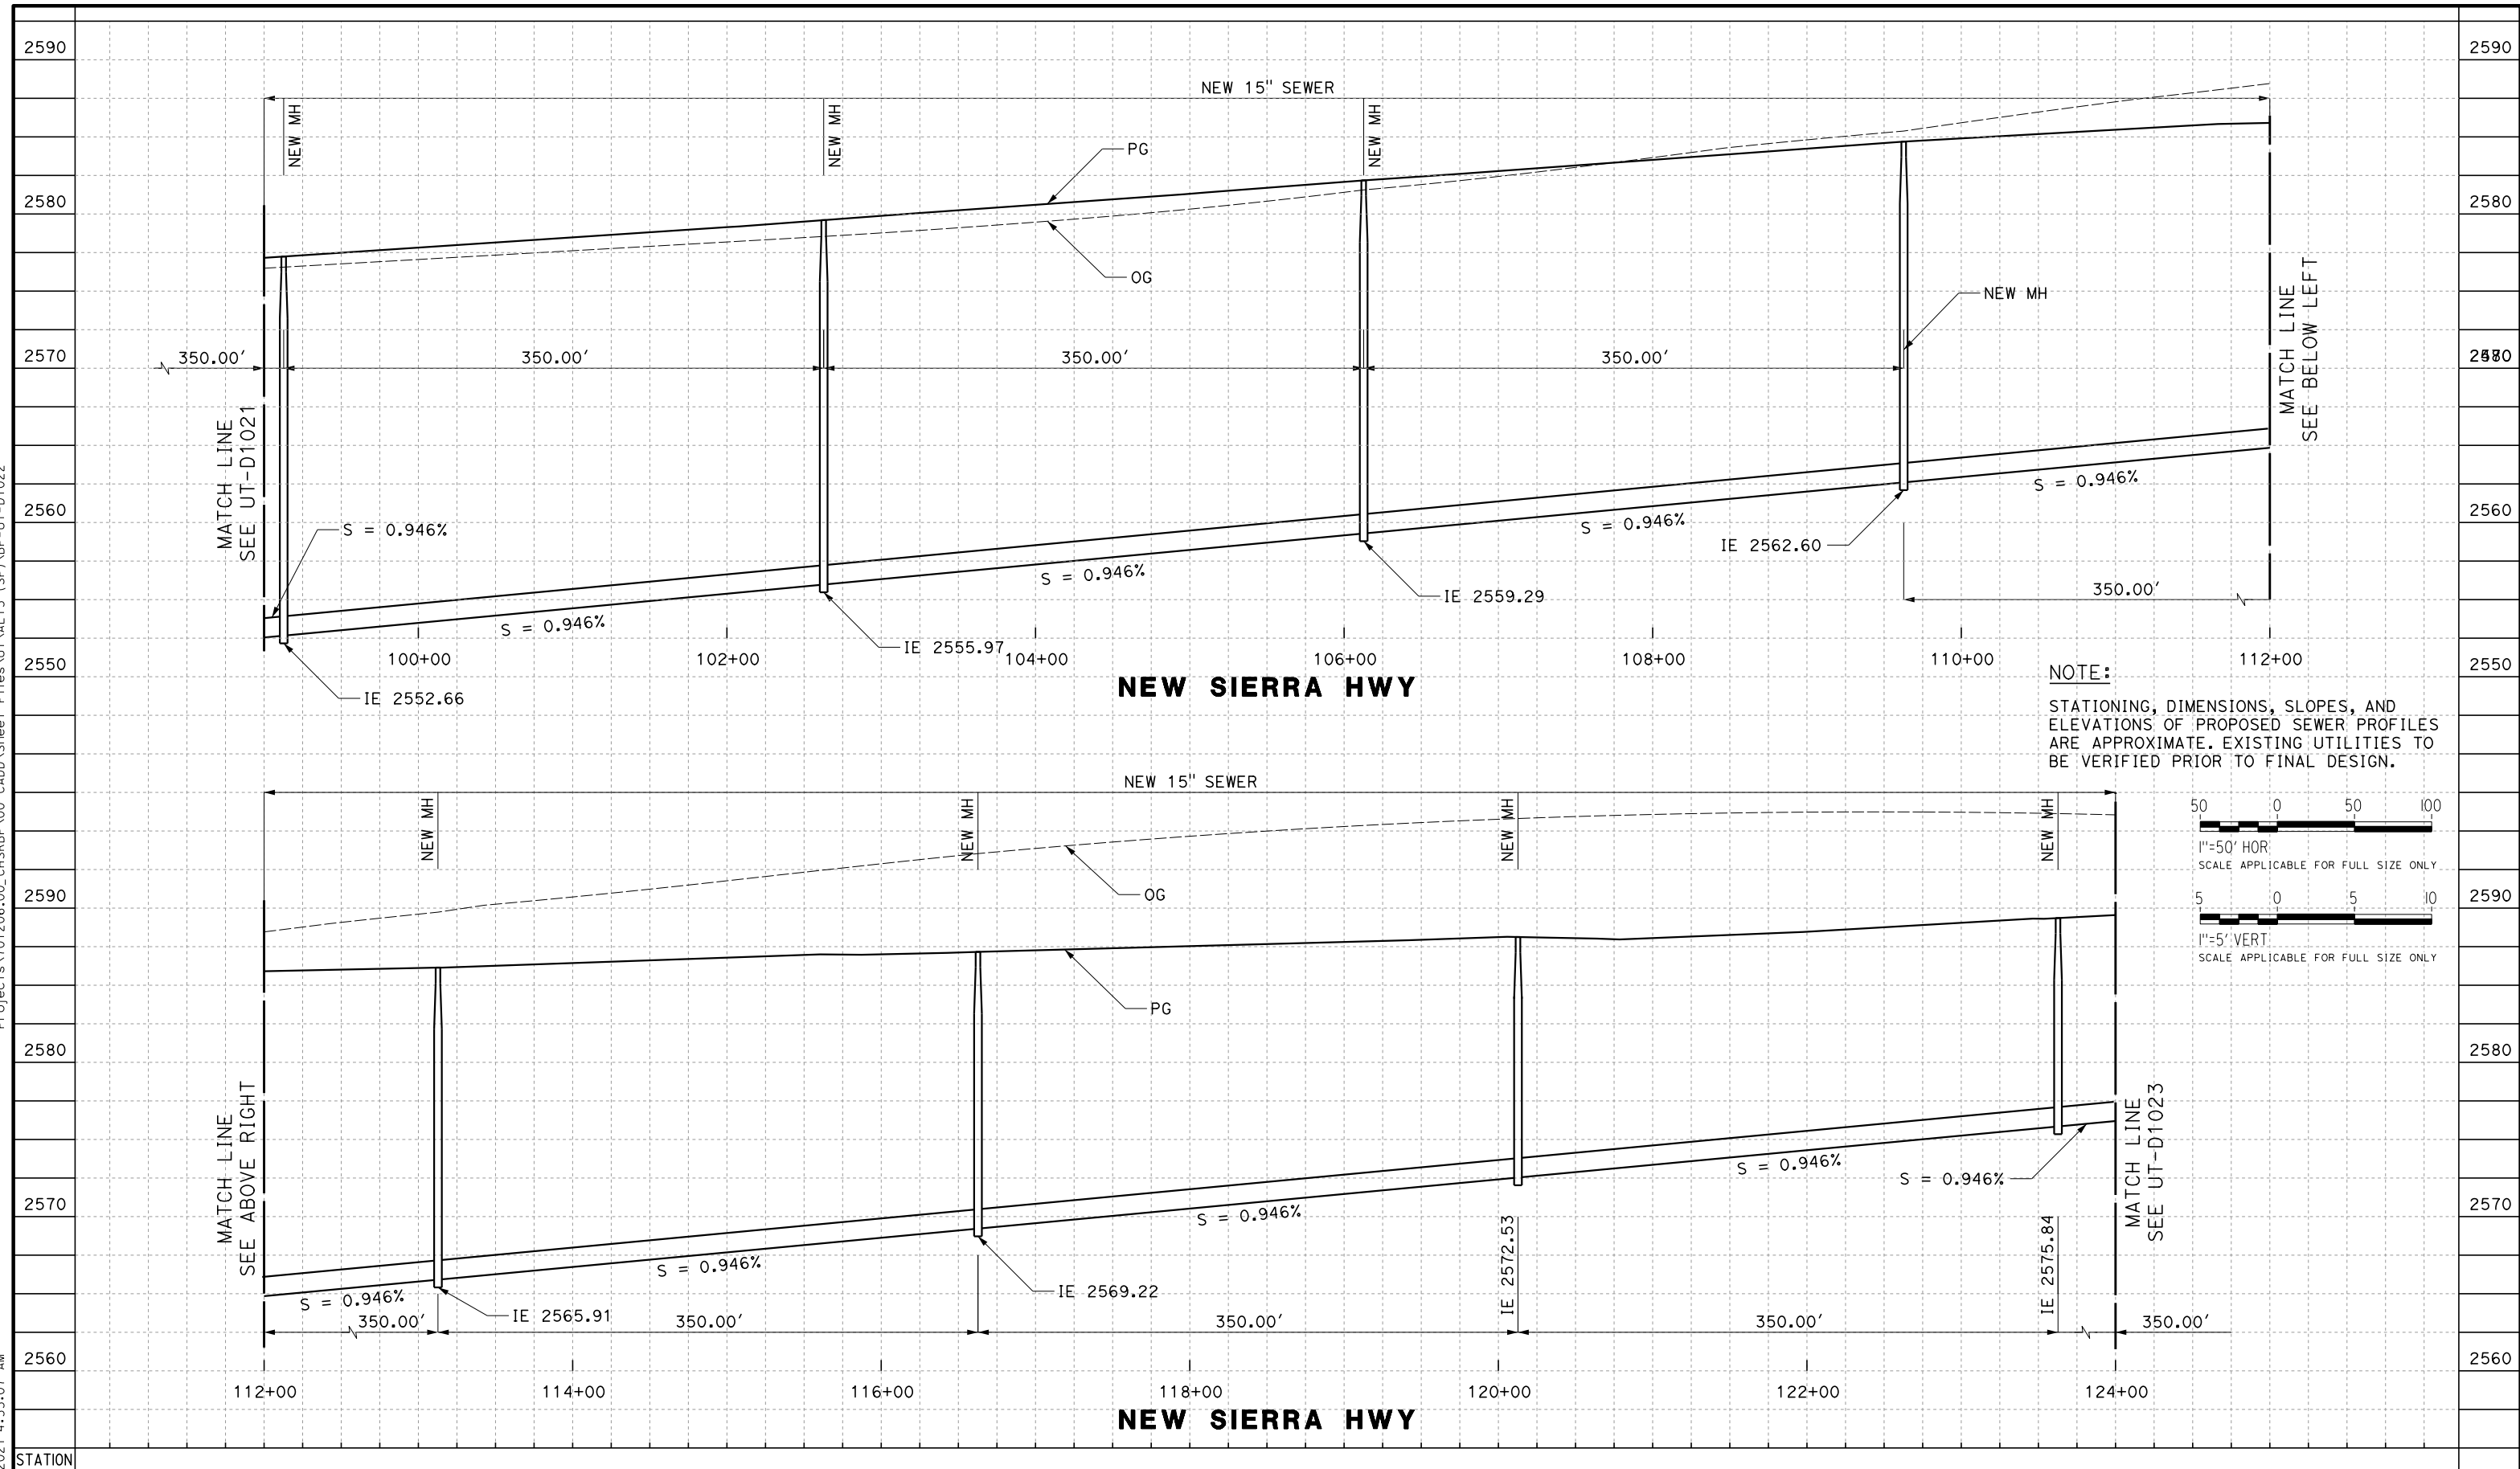 2590
2590
NEW 15" SEWER
NEW MH
NEW MH
NEW MH
PG
2580
2580
OG
NEW MH
2570
350.00'
350.00'
350.00'
350.00'
MATCH LINE
SEE UT-D1021
MATCH LINE
SEE BELOW LEFT
S = 0.946%
2560
S = 0.946%
IE 2562.60
S = 0.946%
2560
S = 0.946%
IE 2559.29
350.00'
S = 0.946%
IE 2555.97
2550
100+00
102+00
104+00
106+00
108+00
110+00
112+00
2550
IE 2552.66
NEW SIERRA HWY
NOTE:
STATIONING, DIMENSIONS, SLOPES, AND
ELEVATIONS OF PROPOSED SEWER PROFILES
ARE APPROXIMATE. EXISTING UTILITIES TO
BE VERIFIED PRIOR TO FINAL DESIGN.
NEW 15" SEWER
NEW MH
NEW MH
NEW MH
NEW MH
50 0 50 100
1"=50' HOR
SCALE APPLICABLE FOR FULL SIZE ONLY
2590
OG
5 0 5 10
2590
1"=5' VERT
SCALE APPLICABLE FOR FULL SIZE ONLY
PG
2580
2580
MATCH LINE
SEE ABOVE RIGHT
MATCH LINE
SEE UT-D1023
S = 0.946%
S = 0.946%
2570
S = 0.946%
2570
S = 0.946%
IE 2572.53
IE 2575.84
S = 0.946%
IE 2569.22
IE 2565.91
350.00'
350.00'
350.00'
350.00'
350.00'
2560
2560
112+00
114+00
116+00
118+00
120+00
122+00
124+00
NEW SIERRA HWY
STATION